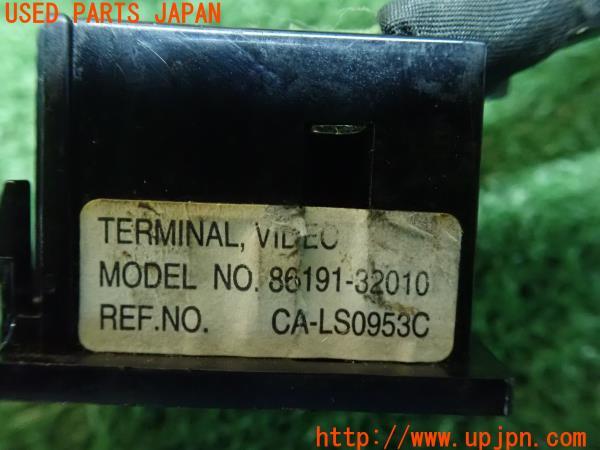 USED PARTS JAPAN
TERMINAL, VIDEO
MODEL NO. 86191-32010
REF.NO. CA-LS0953C
http://www.upjpn.com